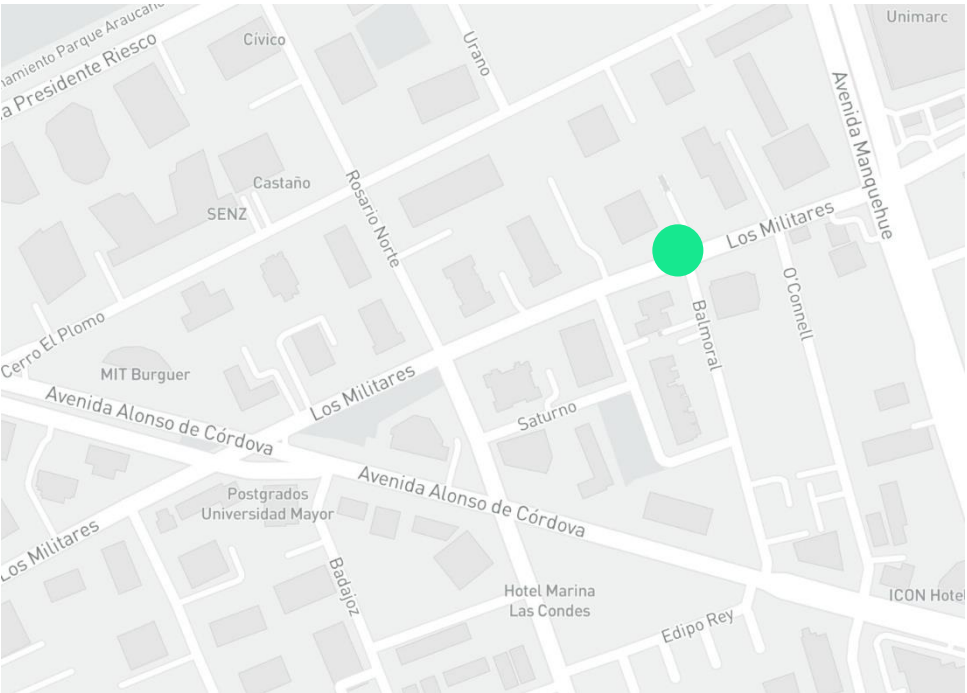 Unimarc
Cívico
Urano
namiento Parque Araucano
a Presidente Riesco
Avenida Manquehue
Castaño
SENZ
Rosario Norte
Los Militares
O'Connell
Balmoral
Cerro El Plomo
MIT Burguer
Los Militares
Avenida Alonso de Córdova
Saturno
Avenida Alonso de Córdova
Postgrados
Universidad Mayor
Los Militares
Badajoz
Hotel Marina
Las Condes
ICON Hotel
Edipo Rey